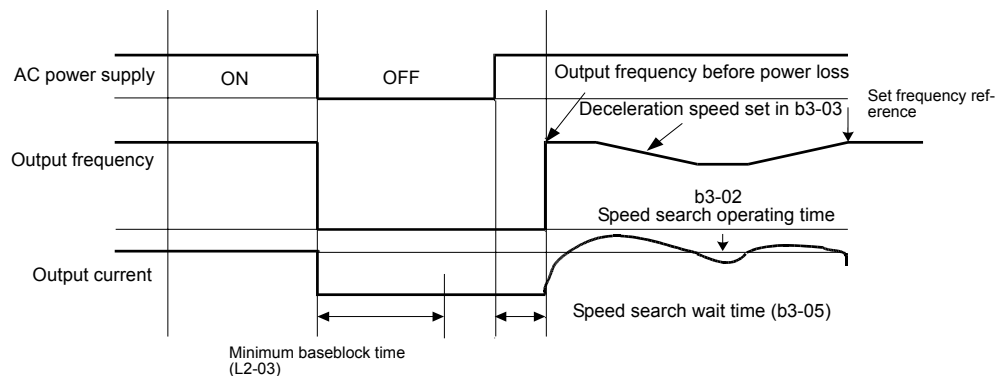 AC power supply
ON
OFF
Output frequency before power loss
Deceleration speed set in b3-03
Set frequency ref-
erence
Output frequency
b3-02
Speed search operating time
Output current
Speed search wait time (b3-05)
Minimum baseblock time
(L2-03)